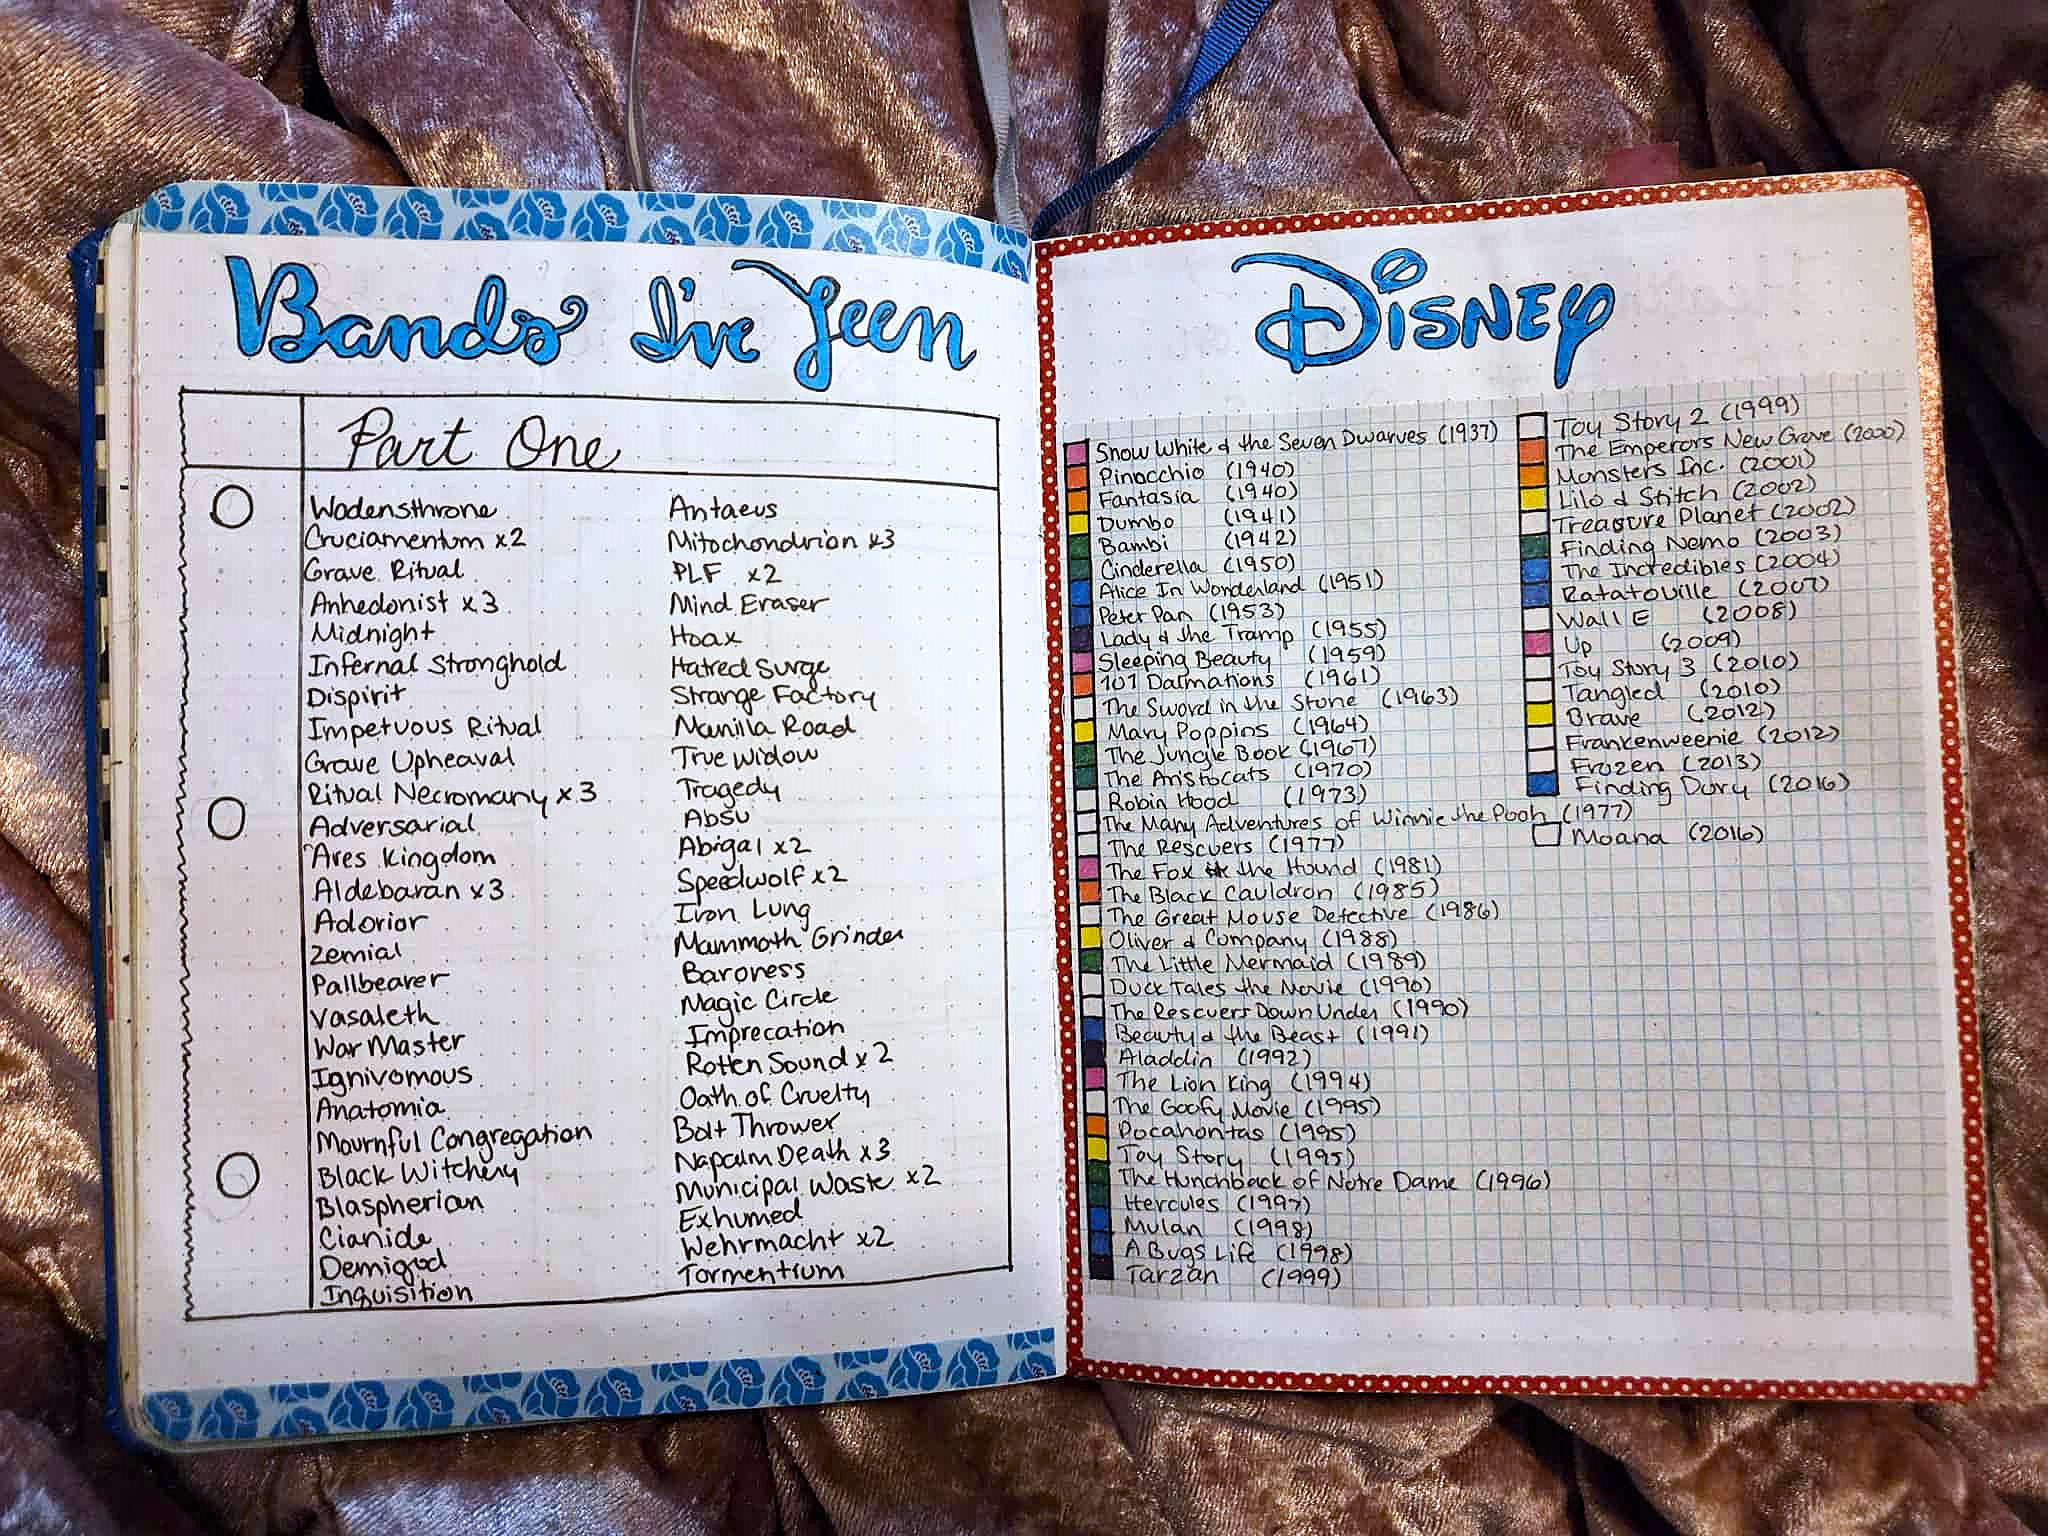 Bands I've Seen
Part One
Wodensthrone
Cruciamentum x2
Grave Ritual
Anhedonist x3
Midnight
Infernal Stronghold
Dispirit
Impetuous Ritual
Grave Upheaval
Ritual Necromany x3
Adversarial
Ares Kingdom
Aldebaran x3
Adorior
Zemial
Pallbearer
Vasaleth
War Master
Ignivomous
Anatomia
Mournful Congregation
Black Witchery
Blaspherian
Cianide
Demigod
Inquisition
Antaeus
Mitochondrion x3
PLF x2
Mind Eraser
Hoax
Hatred Surge
Strange Factory
Manilla Road
True Widow
Tragedy
Absu
Abigal x2
Speedwolf x2
Iron Lung
Mammoth Grinder
Baroness
Magic Circle
Imprecation
Rotten Sound x2
Oath of Cruelty
Bolt Thrower
Napalm Death x3
Municipal Waste x2
Exhumed
Wehrmacht x2
Tormentrum
Disney
Snow White & the Seven Dwarves (1937)
Pinocchio (1940)
Fantasia (1940)
Dumbo (1941)
Bambi (1942)
Cinderella (1950)
Alice In Wonderland (1951)
Peter Pan (1953)
Lady & the Tramp (1955)
Sleeping Beauty (1959)
101 Dalmations (1961)
The Sword in the Stone (1963)
Mary Poppins (1964)
The Jungle Book (1967)
The Aristocats (1970)
Robin Hood (1973)
The Many Adventures of Winnie the Pooh (1977)
The Rescuers (1977)
The Fox & the Hound (1981)
The Black Cauldron (1985)
The Great Mouse Detective (1986)
Oliver & Company (1988)
The Little Mermaid (1989)
Duck Tales the Movie (1990)
The Rescuers Down Under (1990)
Beauty & the Beast (1991)
Aladdin (1992)
The Lion King (1994)
The Goofy Movie (1995)
Pocahontas (1995)
Toy Story (1995)
The Hunchback of Notre Dame (1996)
Hercules (1997)
Mulan (1998)
A Bugs Life (1998)
Tarzan (1999)
Toy Story 2 (1999)
The Emperors New Grove (2000)
Monsters Inc. (2001)
Lilo & Stitch (2002)
Treasure Planet (2002)
Finding Nemo (2003)
The Incredibles (2004)
Ratatouille (2007)
Wall E (2008)
Up (2009)
Toy Story 3 (2010)
Tangled (2010)
Brave (2012)
Frankenweenie (2012)
Frozen (2013)
Finding Dory (2016)
Moana (2016)